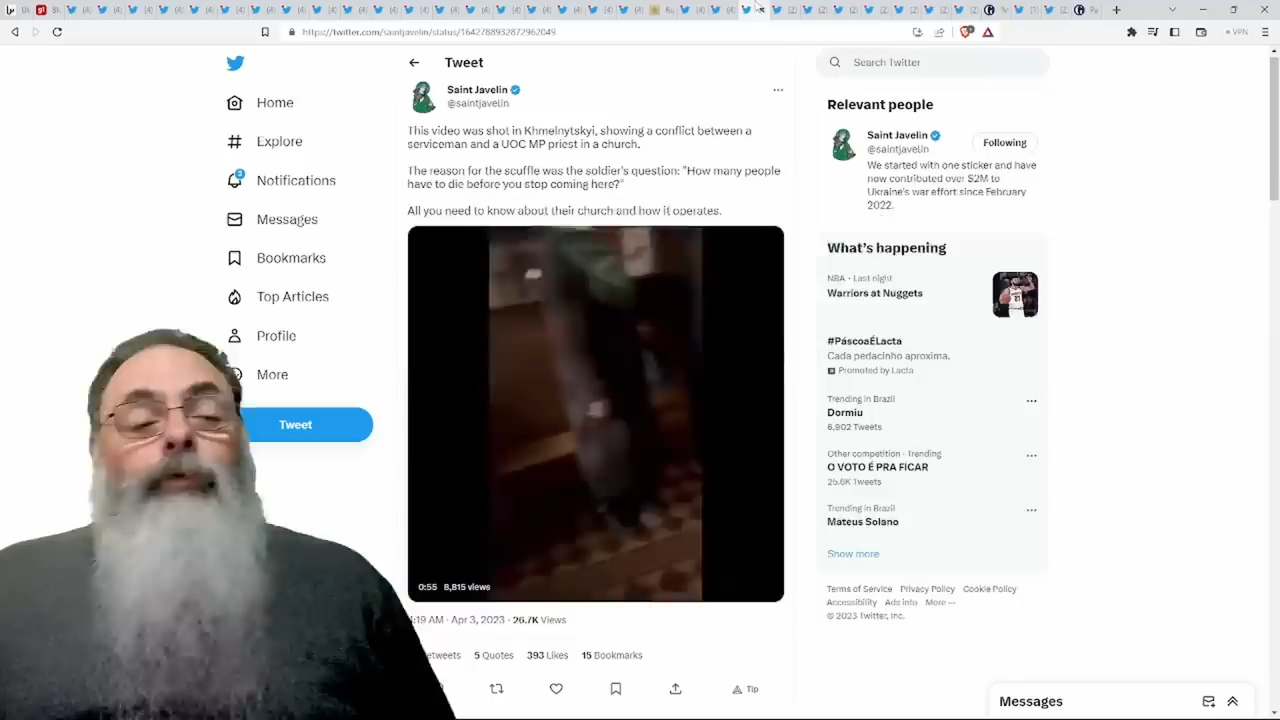 https://twitter.com/saintjavelin/status/1642788932872962049
VPN
Home
Explore
2
Notifications
Messages
Bookmarks
Top Articles
Profile
More
Tweet
Tweet
Saint Javelin
@saintjavelin
This video was shot in Khmelnytskyi, showing a conflict between a
serviceman and a UOC MP priest in a church.
The reason for the scuffle was the soldier's question: "How many people
have to die before you stop coming here?"
All you need to know about their church and how it operates.
0:55 8,815 views
:19 AM · Apr 3, 2023 · 26.7K Views
etweets 5 Quotes 393 Likes 15 Bookmarks
Tip
Search Twitter
Relevant people
Saint Javelin
@saintjavelin
Following
We started with one sticker and have
now contributed over $2M to
Ukraine's war effort since February
2022.
What's happening
NBA · Last night
Warriors at Nuggets
#PáscoaÉLacta
Cada pedacinho aproxima.
Promoted by Lacta
Trending in Brazil
Dormiu
6,902 Tweets
Other competition · Trending
O VOTO É PRA FICAR
25.6K Tweets
Trending in Brazil
Mateus Solano
Show more
Terms of Service Privacy Policy Cookie Policy
Accessibility Ads info More ···
© 2023 Twitter, Inc.
Messages